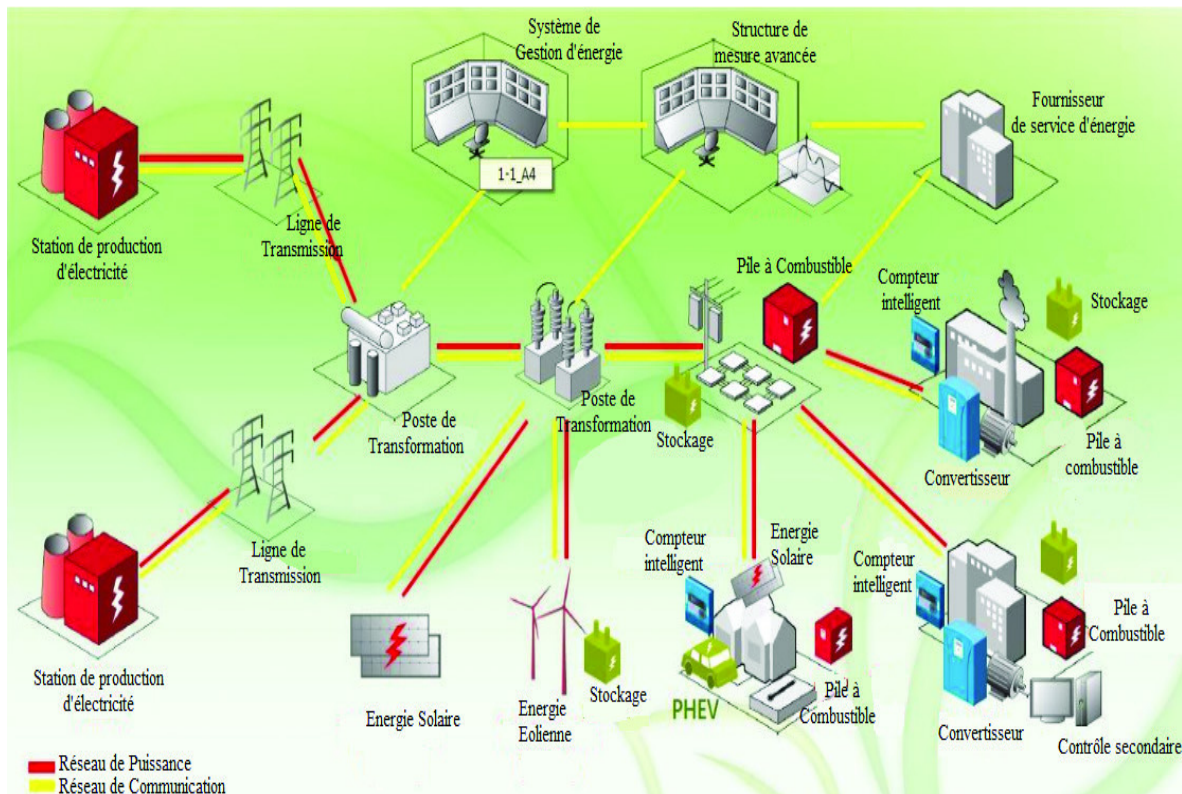 Système de
Gestion d'énergie
Structure de
mesure avancée
Fournisseur
de service d'énergie
1-1_A4
Station de production
d'électricité
Ligne de
Transmission
Pile à Combustible
Compteur
intelligent
Stockage
Poste de
Transformation
Poste de
Transformation
Stockage
Convertisseur
Pile à
combustible
Ligne de
Transmission
Compteur
intelligent
Energie
Solaire
Compteur
intelligent
Pile à
Combustible
Station de production
d'électricité
Energie Solaire
Energie
Eolienne
Stockage
PHEV
Pile à
Combustible
Convertisseur
Contrôle secondaire
Réseau de Puissance
Réseau de Communication